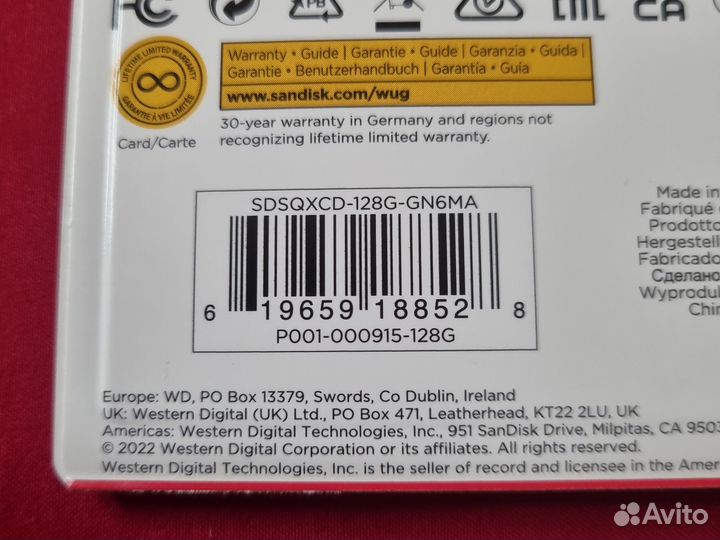 FC
PB
EAC
CA
LIFETIME LIMITED WARRANTY
GARANTIE À VIE LIMITÉE
Card/Carte
Warranty • Guide | Garantie • Guide | Garanzia • Guida |
Garantie • Benutzerhandbuch | Garantía • Guía
www.sandisk.com/wug
30-year warranty in Germany and regions not
recognizing lifetime limited warranty.
SDSQXCD-128G-GN6MA
6 19659 18852 8
P001-000915-128G
Made in
Fabriqué
Prodotto
Hergestell
Fabricado
Сделано
Wyproduk
Chin
Europe: WD, PO Box 13379, Swords, Co Dublin, Ireland
UK: Western Digital (UK) Ltd., PO Box 471, Leatherhead, KT22 2LU, UK
Americas: Western Digital Technologies, Inc., 951 SanDisk Drive, Milpitas, CA 9503
© 2022 Western Digital Corporation or its affiliates. All rights reserved.
Western Digital Technologies, Inc. is the seller of record and licensee in the Amer
Avito